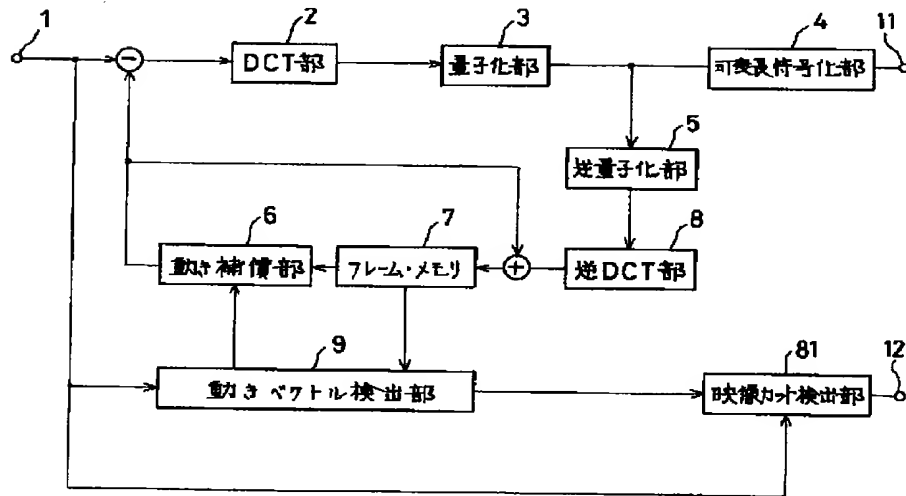 1
2
3
4
11
－
DCT部
量子化部
可変長符号化部
5
逆量子化部
6
7
8
動き補償部
フレーム・メモリ
+
逆DCT部
9
81
12
動きベクトル検出部
映像カット検出部